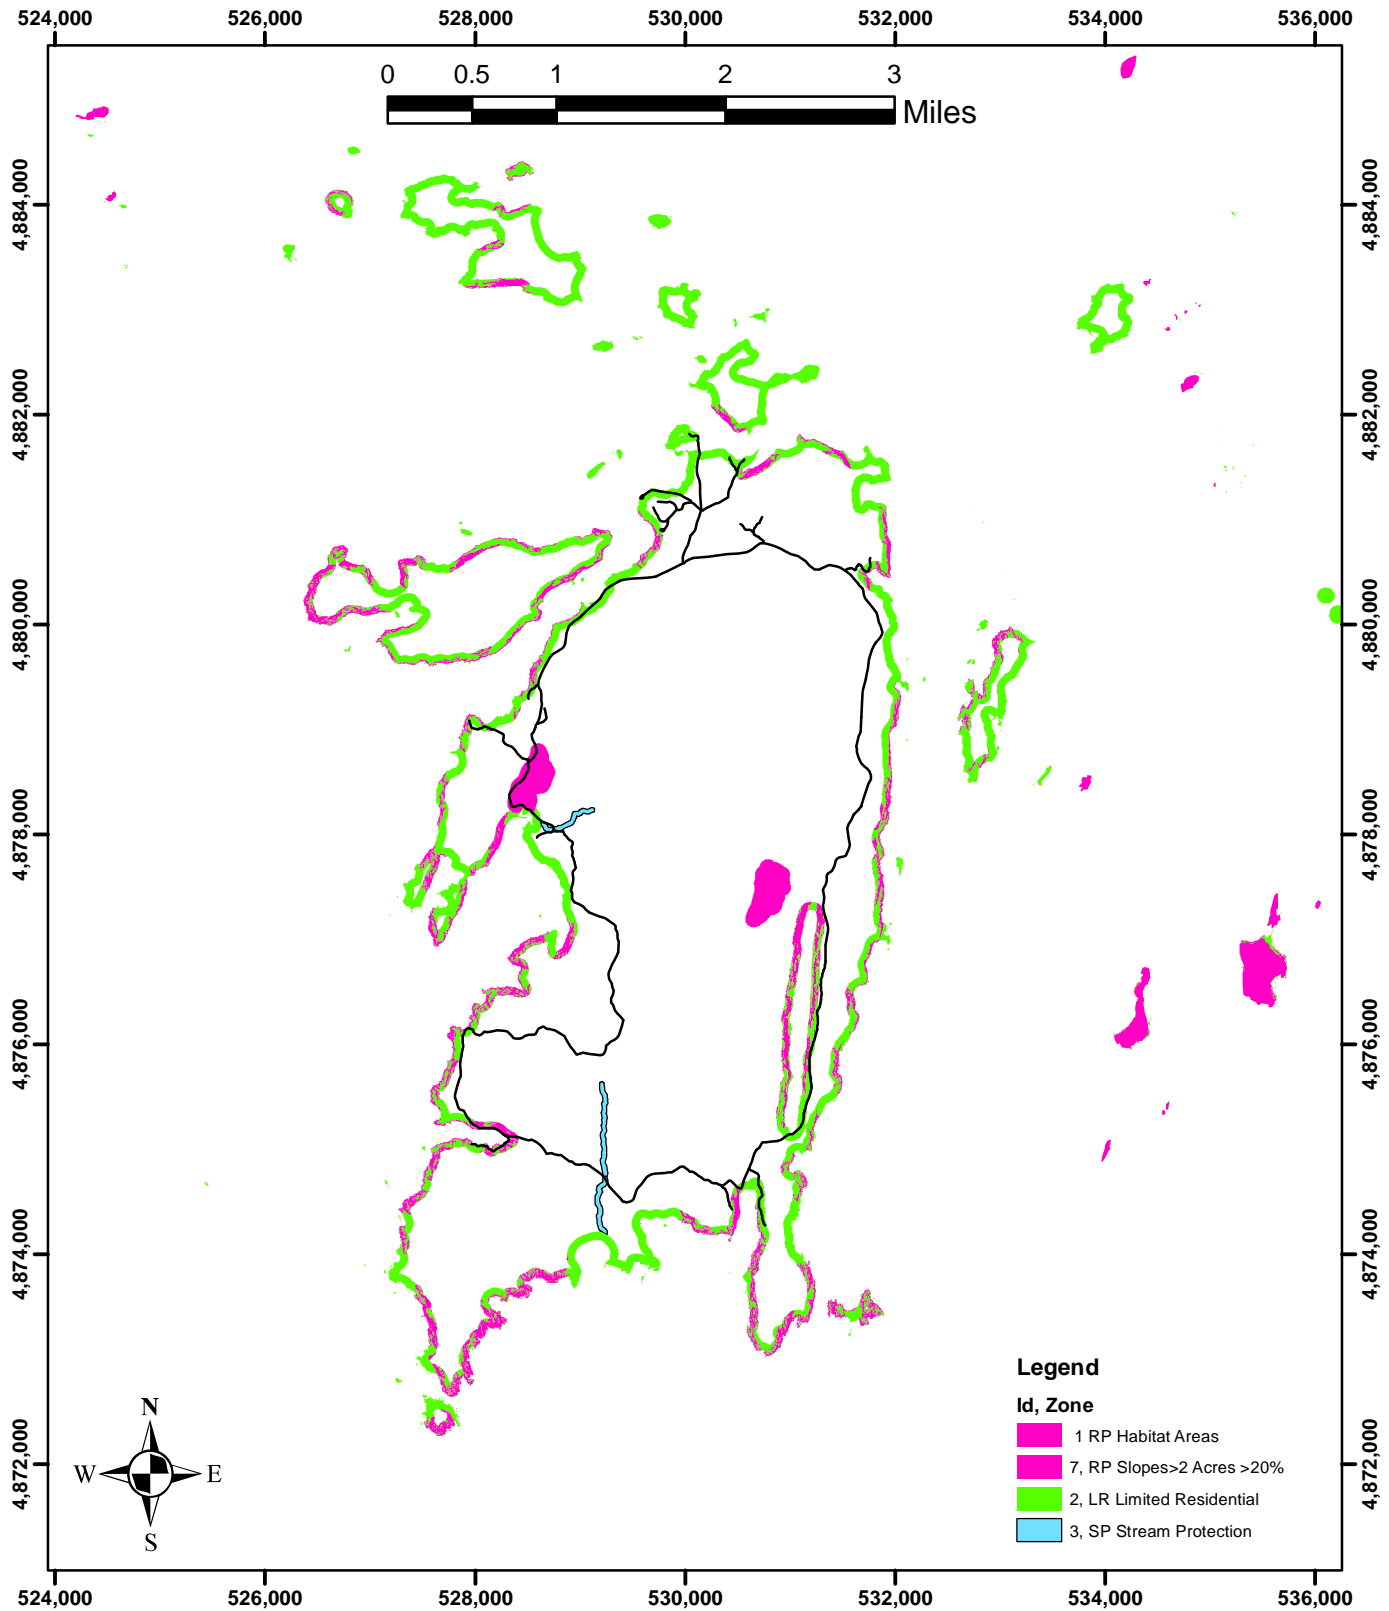 524,000 526,000 528,000 530,000 532,000 534,000 536,000
0 0.5 1 2 3
Miles
4,884,000 4,884,000
4,882,000 4,882,000
4,880,000 4,880,000
4,878,000 4,878,000
4,876,000 4,876,000
4,874,000 4,874,000
4,872,000 4,872,000
Legend
Id, Zone
1 RP Habitat Areas
7, RP Slopes>2 Acres >20%
2, LR Limited Residential
3, SP Stream Protection
N
W E
S
524,000 526,000 528,000 530,000 532,000 534,000 536,000